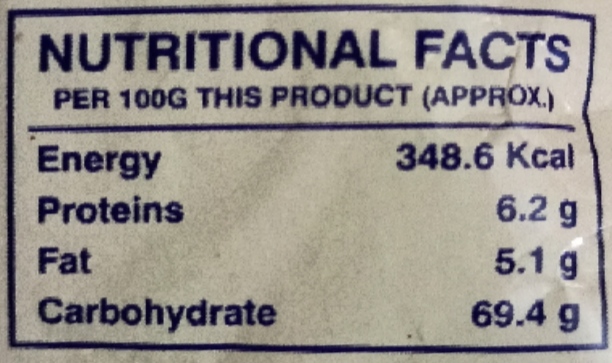 NUTRITIONAL FACTS
PER 100G THIS PRODUCT (APPROX.)
Energy 348.6 Kcal
Proteins 6.2 g
Fat 5.1 g
Carbohydrate 69.4 g